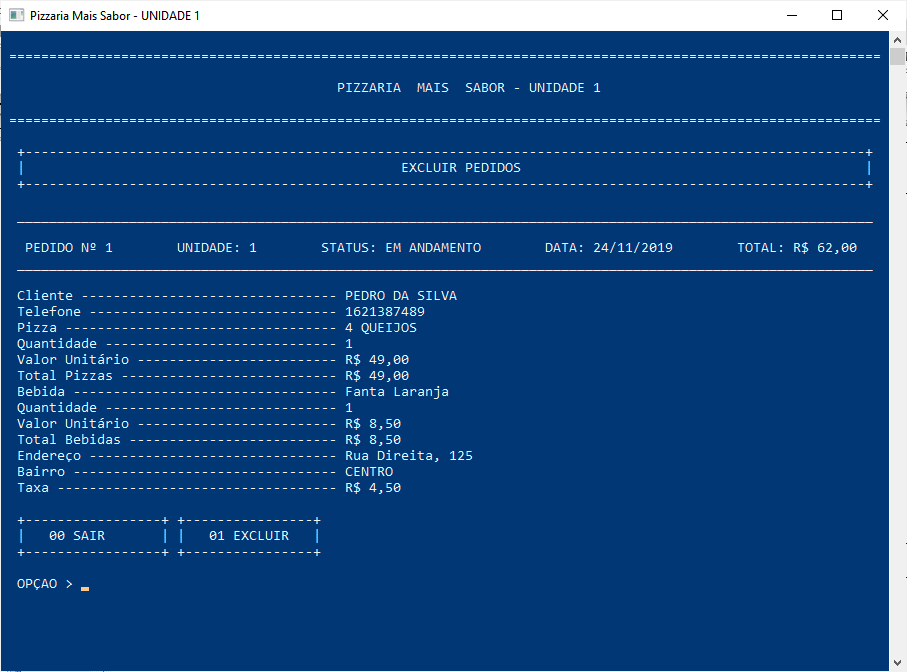 Pizzaria Mais Sabor - UNIDADE 1
=============================================================================================================
PIZZARIA  MAIS  SABOR - UNIDADE 1
=============================================================================================================
+---------------------------------------------------------------------------------------------------------+
|                                               EXCLUIR PEDIDOS                                           |
+---------------------------------------------------------------------------------------------------------+
PEDIDO Nº 1        UNIDADE: 1        STATUS: EM ANDAMENTO        DATA: 24/11/2019        TOTAL: R$ 62,00
Cliente -------------------------------- PEDRO DA SILVA
Telefone ------------------------------- 1621387489
Pizza ---------------------------------- 4 QUEIJOS
Quantidade ----------------------------- 1
Valor Unitário ------------------------- R$ 49,00
Total Pizzas --------------------------- R$ 49,00
Bebida --------------------------------- Fanta Laranja
Quantidade ----------------------------- 1
Valor Unitário ------------------------- R$ 8,50
Total Bebidas -------------------------- R$ 8,50
Endereço ------------------------------- Rua Direita, 125
Bairro --------------------------------- CENTRO
Taxa ----------------------------------- R$ 4,50
+-----------------+ +----------------+
|   00 SAIR       | |   01 EXCLUIR   |
+-----------------+ +----------------+
OPÇAO > _